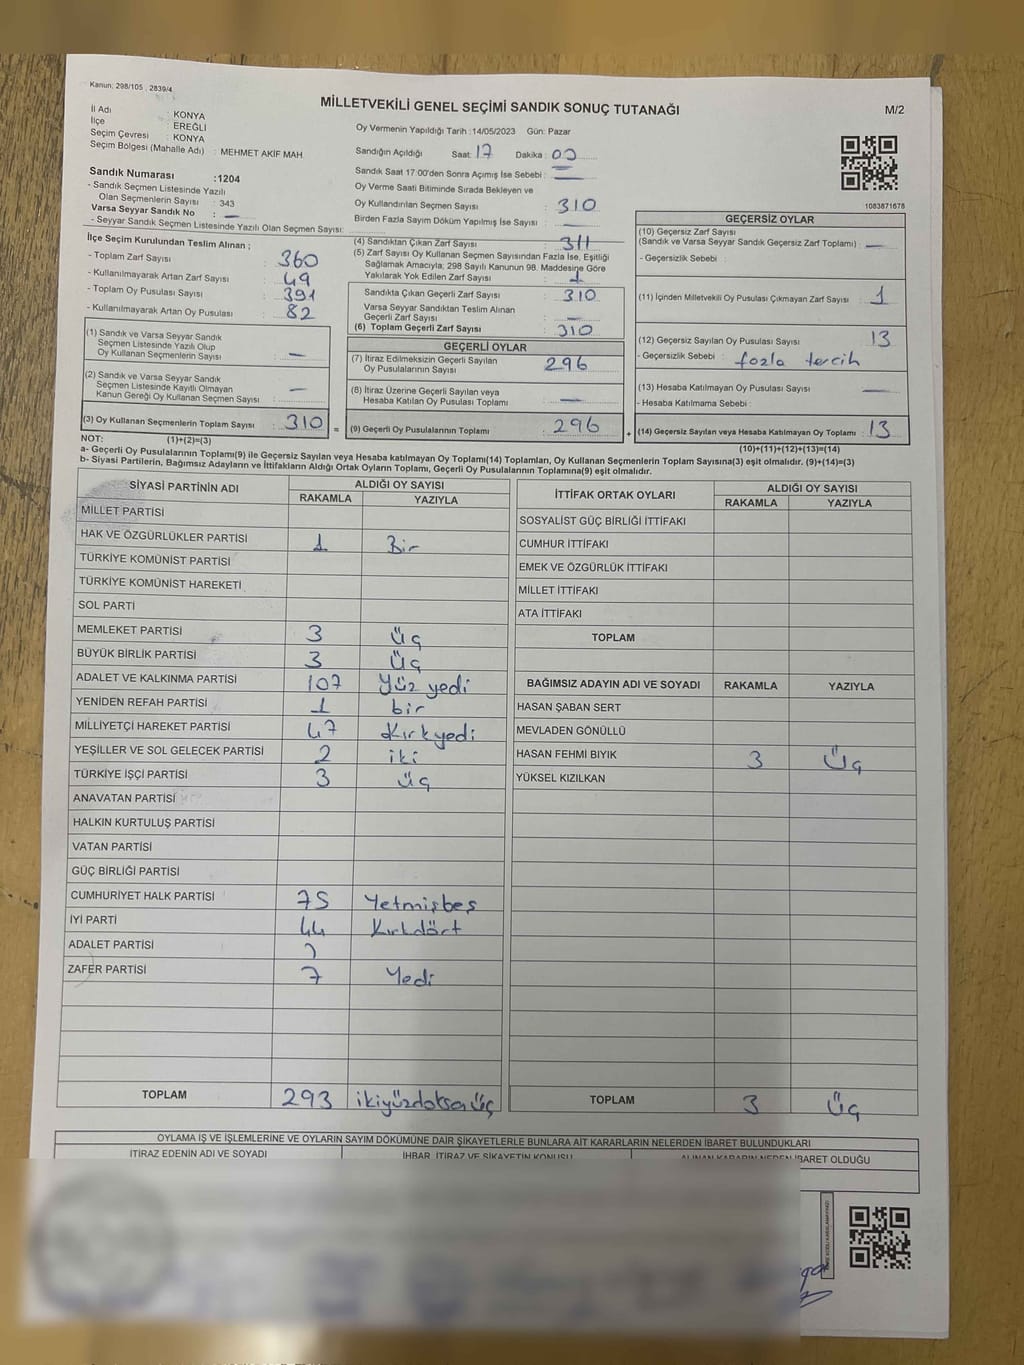 Kanun: 298/105 , 2839/4
MİLLETVEKİLİ GENEL SEÇİMİ SANDIK SONUÇ TUTANAĞI
M/2
İl Adı : KONYA
İlçe : EREĞLİ
Seçim Çevresi : KONYA
Seçim Bölgesi (Mahalle Adı) : MEHMET AKİF MAH.
Sandık Numarası :1204
- Sandık Seçmen Listesinde Yazılı
Olan Seçmenlerin Sayısı : 343
Varsa Seyyar Sandık No : —
- Seyyar Sandık Seçmen Listesinde Yazılı Olan Seçmen Sayısı:
Oy Vermenin Yapıldığı Tarih :14/05/2023 Gün: Pazar
Sandığın Açıldığı Saat: 17 Dakika : 00
Sandık Saat 17:00'den Sonra Açımış İse Sebebi : —
Oy Verme Saati Bitiminde Sırada Bekleyen ve
Oy Kullandırılan Seçmen Sayısı : 310
Birden Fazla Sayım Döküm Yapılmış İse Sayısı : —
1083871678
İlçe Seçim Kurulundan Teslim Alınan ;
- Toplam Zarf Sayısı : 360
- Kullanılmayarak Artan Zarf Sayısı : 49
- Toplam Oy Pusulası Sayısı : 391
- Kullanılmayarak Artan Oy Pusulası : 82
(1) Sandık ve Varsa Seyyar Sandık
Seçmen Listesinde Yazılı Olup
Oy Kullanan Seçmenlerin Sayısı : —
(2) Sandık ve Varsa Seyyar Sandık
Seçmen Listesinde Kayıtlı Olmayan
Kanun Gereği Oy Kullanan Seçmen Sayısı : —
(3) Oy Kullanan Seçmenlerin Toplam Sayısı : 310 =
(4) Sandıktan Çıkan Zarf Sayısı : 311
(5) Zarf Sayısı Oy Kullanan Seçmen Sayısından Fazla İse, Eşitliği
Sağlamak Amacıyla; 298 Sayılı Kanunun 98. Maddesine Göre
Yakılarak Yok Edilen Zarf Sayısı : 1
Sandıkta Çıkan Geçerli Zarf Sayısı : 310
Varsa Seyyar Sandıktan Teslim Alınan
Geçerli Zarf Sayısı : —
(6) Toplam Geçerli Zarf Sayısı : 310
GEÇERLİ OYLAR
(7) İtiraz Edilmeksizin Geçerli Sayılan
Oy Pusulalarının Sayısı : 296
(8) İtiraz Üzerine Geçerli Sayılan veya
Hesaba Katılan Oy Pusulası Toplamı : —
(9) Geçerli Oy Pusulalarının Toplamı : 296 +
GEÇERSİZ OYLAR
(10) Geçersiz Zarf Sayısı
(Sandık ve Varsa Seyyar Sandık Geçersiz Zarf Toplamı) : —
- Geçersizlik Sebebi :
(11) İçinden Milletvekili Oy Pusulası Çıkmayan Zarf Sayısı : 1
(12) Geçersiz Sayılan Oy Pusulası Sayısı : 13
- Geçersizlik Sebebi : fazla tercih
(13) Hesaba Katılmayan Oy Pusulası Sayısı : —
- Hesaba Katılmama Sebebi :
(14) Geçersiz Sayılan veya Hesaba Katılmayan Oy Toplamı : 13
NOT: (1)+(2)=(3)
(10)+(11)+(12)+(13)=(14)
a- Geçerli Oy Pusulalarının Toplamı(9) ile Geçersiz Sayılan veya Hesaba Katılmayan Oy Toplamı(14) Toplamları, Oy Kullanan Seçmenlerin Toplam Sayısına(3) eşit olmalıdır. (9)+(14)=(3)
b- Siyasi Partilerin, Bağımsız Adayların ve İttifakların Aldığı Ortak Oyların Toplamı, Geçerli Oy Pusulalarının Toplamına(9) eşit olmalıdır.
SİYASİ PARTİNİN ADI ALDIĞI OY SAYISI
RAKAMLA YAZIYLA
MİLLET PARTİSİ
HAK VE ÖZGÜRLÜKLER PARTİSİ 1 Bir
TÜRKİYE KOMÜNİST PARTİSİ
TÜRKİYE KOMÜNİST HAREKETİ
SOL PARTİ
MEMLEKET PARTİSİ 3 Üç
BÜYÜK BİRLİK PARTİSİ 3 Üç
ADALET VE KALKINMA PARTİSİ 107 Yüz yedi
YENİDEN REFAH PARTİSİ 1 bir
MİLLİYETÇİ HAREKET PARTİSİ 47 Kırkyedi
YEŞİLLER VE SOL GELECEK PARTİSİ 2 iki
TÜRKİYE İŞÇİ PARTİSİ 3 üç
ANAVATAN PARTİSİ
HALKIN KURTULUŞ PARTİSİ
VATAN PARTİSİ
GÜÇ BİRLİĞİ PARTİSİ
CUMHURİYET HALK PARTİSİ 75 Yetmişbeş
İYİ PARTİ 44 Kırkdört
ADALET PARTİSİ
ZAFER PARTİSİ 7 Yedi
TOPLAM 293 ikiyüzdoksanüç
İTTİFAK ORTAK OYLARI ALDIĞI OY SAYISI
RAKAMLA YAZIYLA
SOSYALİST GÜÇ BİRLİĞİ İTTİFAKI
CUMHUR İTTİFAKI
EMEK VE ÖZGÜRLÜK İTTİFAKI
MİLLET İTTİFAKI
ATA İTTİFAKI
TOPLAM
BAĞIMSIZ ADAYIN ADI VE SOYADI RAKAMLA YAZIYLA
HASAN ŞABAN SERT
MEVLADEN GÖNÜLLÜ
HASAN FEHMI BIYIK 3 Üç
YÜKSEL KIZILKAN
TOPLAM 3 Üç
OYLAMA İŞ VE İŞLEMLERİNE VE OYLARIN SAYIM DÖKÜMÜNE DAİR ŞİKAYETLERLE BUNLARA AİT KARARLARIN NELERDEN İBARET BULUNDUKLARI
İTİRAZ EDENİN ADI VE SOYADI İHBAR, İTİRAZ VE ŞİKAYETİN KONUSU ALINAN KARARIN NEDEN İBARET OLDUĞU